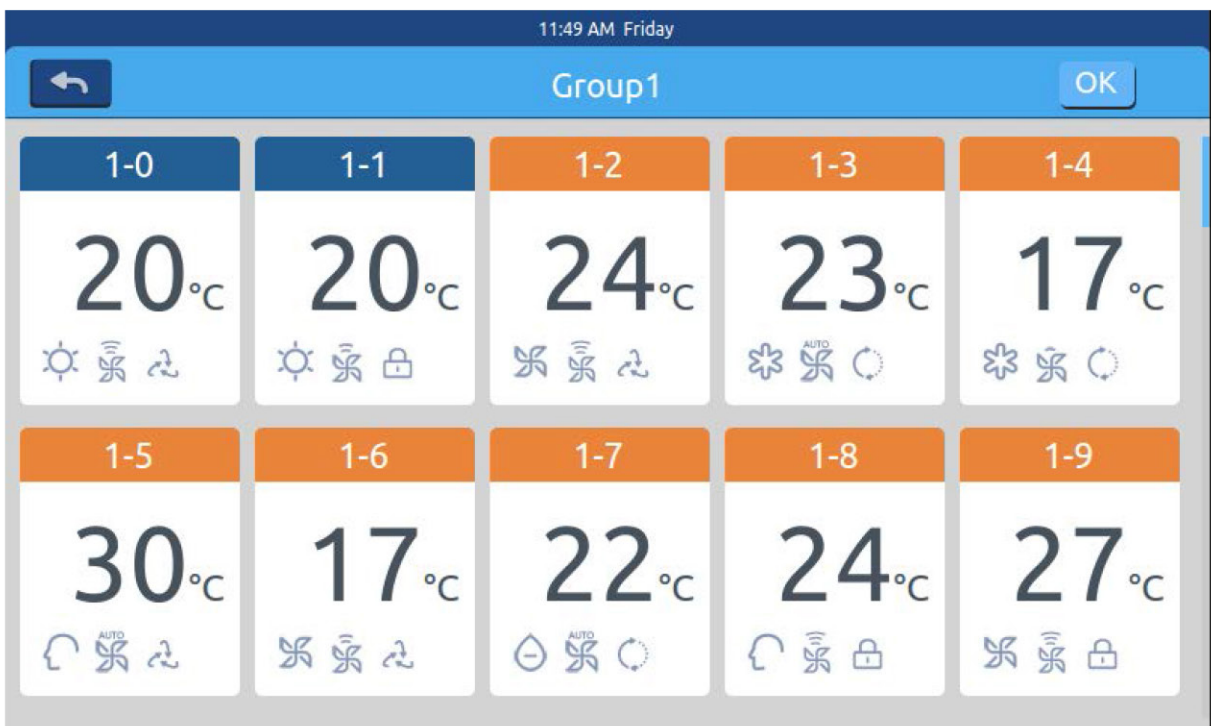 11:49 AM Friday
Group1
OK
1-0
1-1
1-2
1-3
1-4
20°C
20°C
24°C
23°C
17°C
AUTO
1-5
1-6
1-7
1-8
1-9
30°C
17°C
22°C
24°C
27°C
AUTO
AUTO